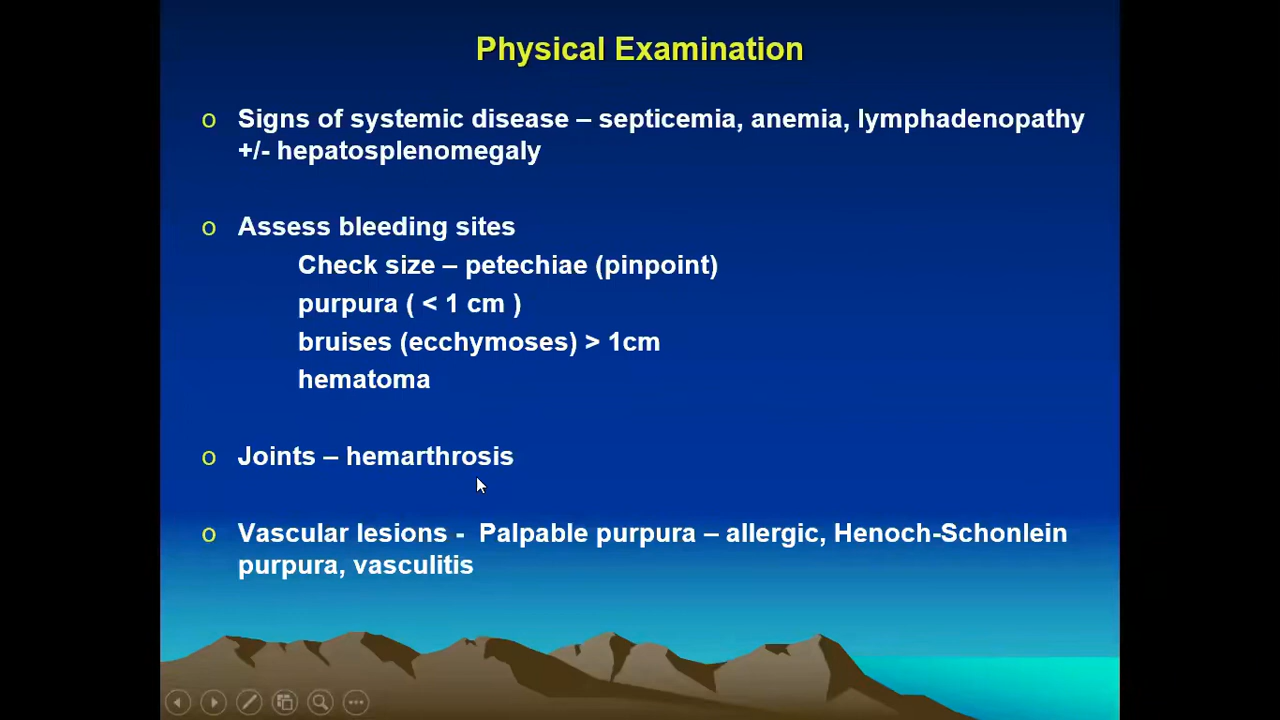 Physical Examination
o Signs of systemic disease – septicemia, anemia, lymphadenopathy
+/- hepatosplenomegaly
o Assess bleeding sites
Check size – petechiae (pinpoint)
purpura ( < 1 cm )
bruises (ecchymoses) > 1cm
hematoma
o Joints – hemarthrosis
o Vascular lesions - Palpable purpura – allergic, Henoch-Schonlein
purpura, vasculitis